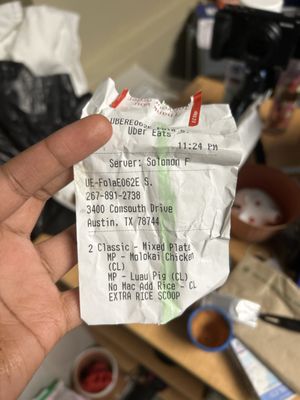 Uber Eats
11:24 PM
Server: Solomon F
UE-FolaE062E S.
267-891-2738
3400 Comsouth Drive
Austin, TX 78744
2 Classic - Mixed Plate
MP - Molokai Chicken
(CL)
MP - Luau Pig (CL)
No Mac Add Rice - CL
EXTRA RICE SCOOP